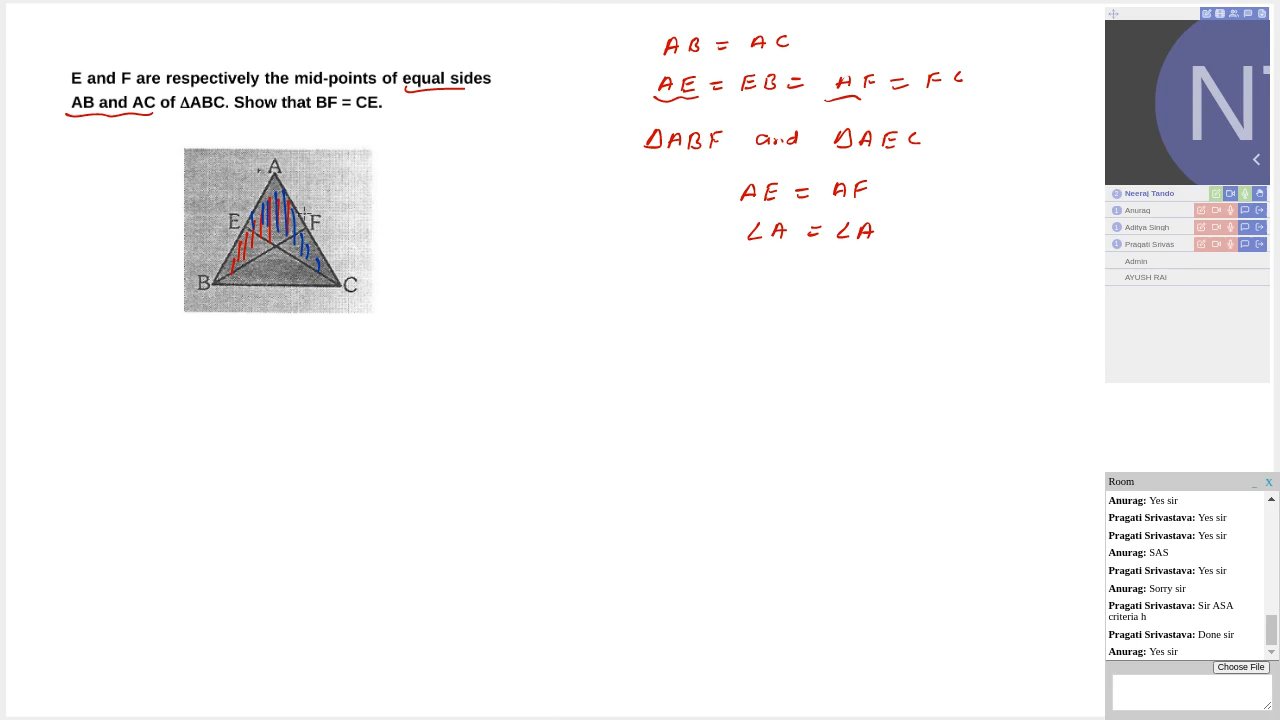 E and F are respectively the mid-points of equal sides
AB and AC of ΔABC. Show that BF = CE.
A
E
F
B
C
AB = AC
AE = EB = AF = FC
ΔABF and ΔAEC
AE = AF
∠A = ∠A
N
Neeraj Tando
Anuraq
Aditya Singh
Pragati Srivas
Admin
AYUSH RAI
Room
_ X
Anurag: Yes sir
Pragati Srivastava: Yes sir
Pragati Srivastava: Yes sir
Anurag: SAS
Pragati Srivastava: Yes sir
Anurag: Sorry sir
Pragati Srivastava: Sir ASA
criteria h
Pragati Srivastava: Done sir
Anurag: Yes sir
Choose File